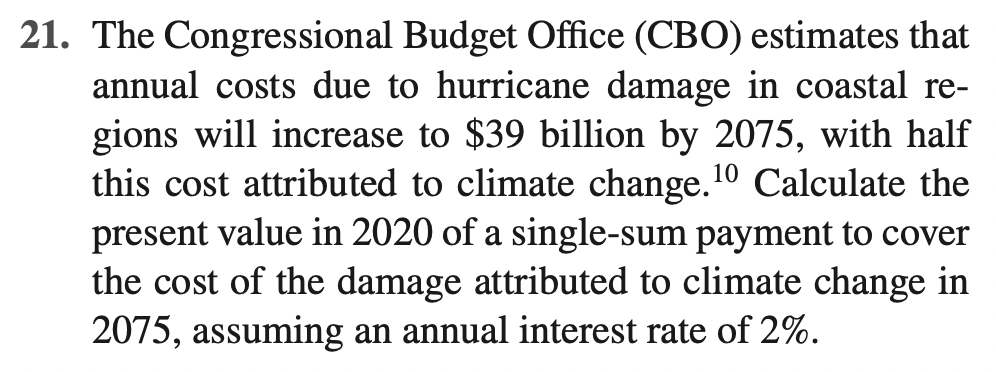 21. The Congressional Budget Office (CBO) estimates that
annual costs due to hurricane damage in coastal re-
gions will increase to $39 billion by 2075, with half
this cost attributed to climate change.¹⁰ Calculate the
present value in 2020 of a single-sum payment to cover
the cost of the damage attributed to climate change in
2075, assuming an annual interest rate of 2%.